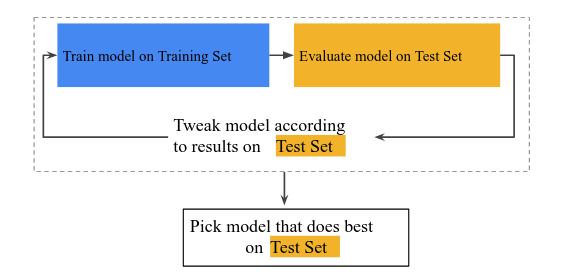 Train model on Training Set
Evaluate model on Test Set
Tweak model according
to results on Test Set
Pick model that does best
on Test Set